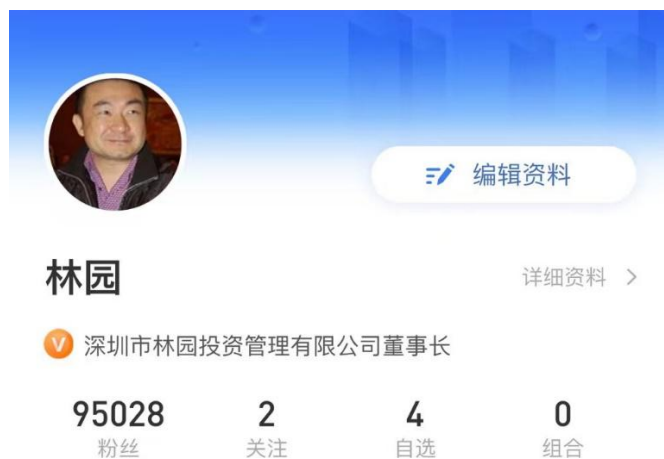 编辑资料
林园
详细资料
V 深圳市林园投资管理有限公司董事长
95028 2 4 0
粉丝 关注 自选 组合